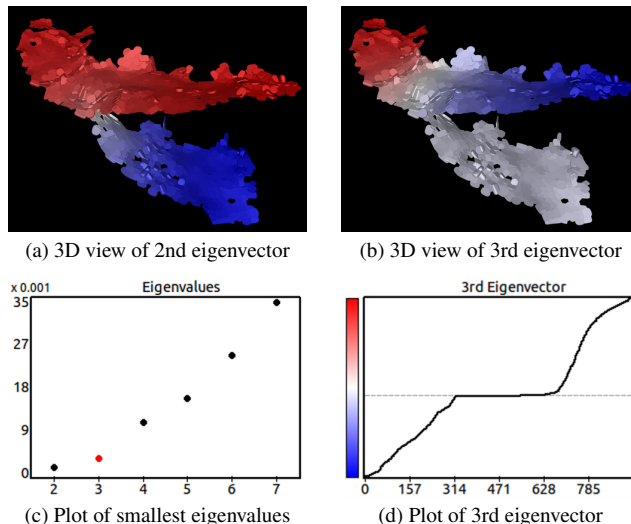 (a) 3D view of 2nd eigenvector
(b) 3D view of 3rd eigenvector
x 0.001
Eigenvalues
35
27
18
9
0
2 3 4 5 6 7
(c) Plot of smallest eigenvalues
3rd Eigenvector
0 157 314 471 628 785
(d) Plot of 3rd eigenvector